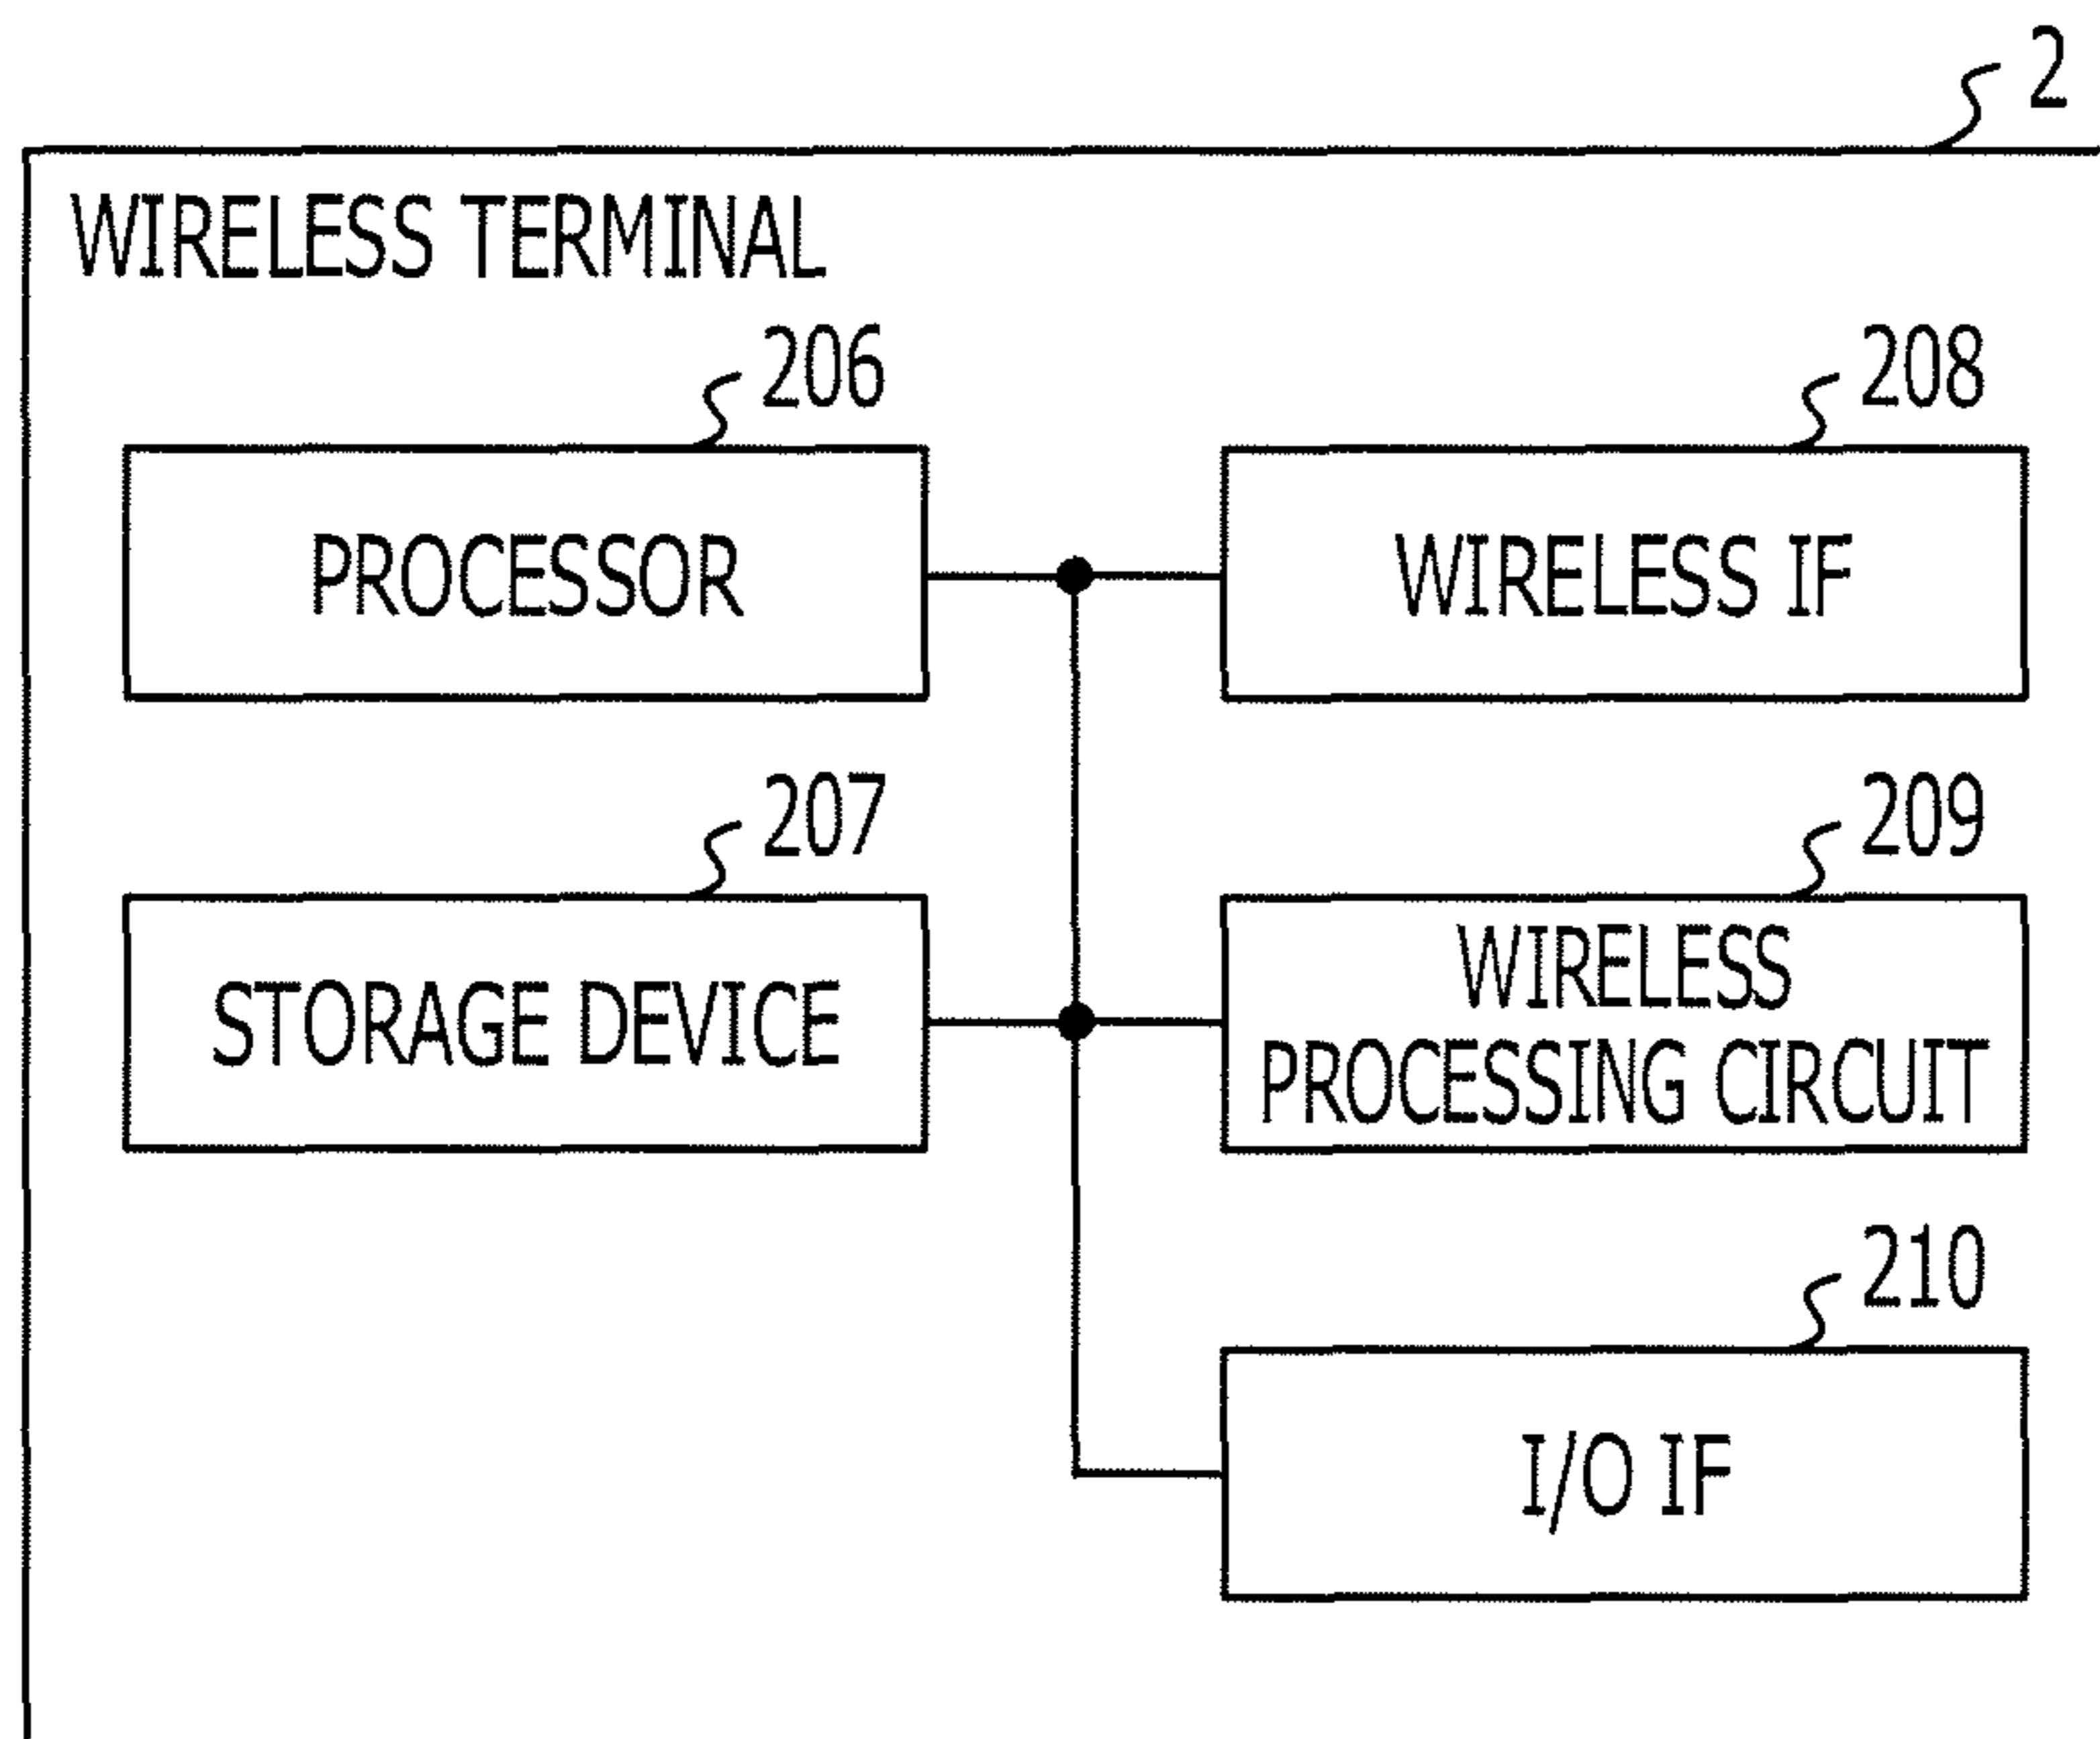 2
WIRELESS TERMINAL
206
208
PROCESSOR
WIRELESS IF
207
209
STORAGE DEVICE
WIRELESS
PROCESSING CIRCUIT
210
I/O IF